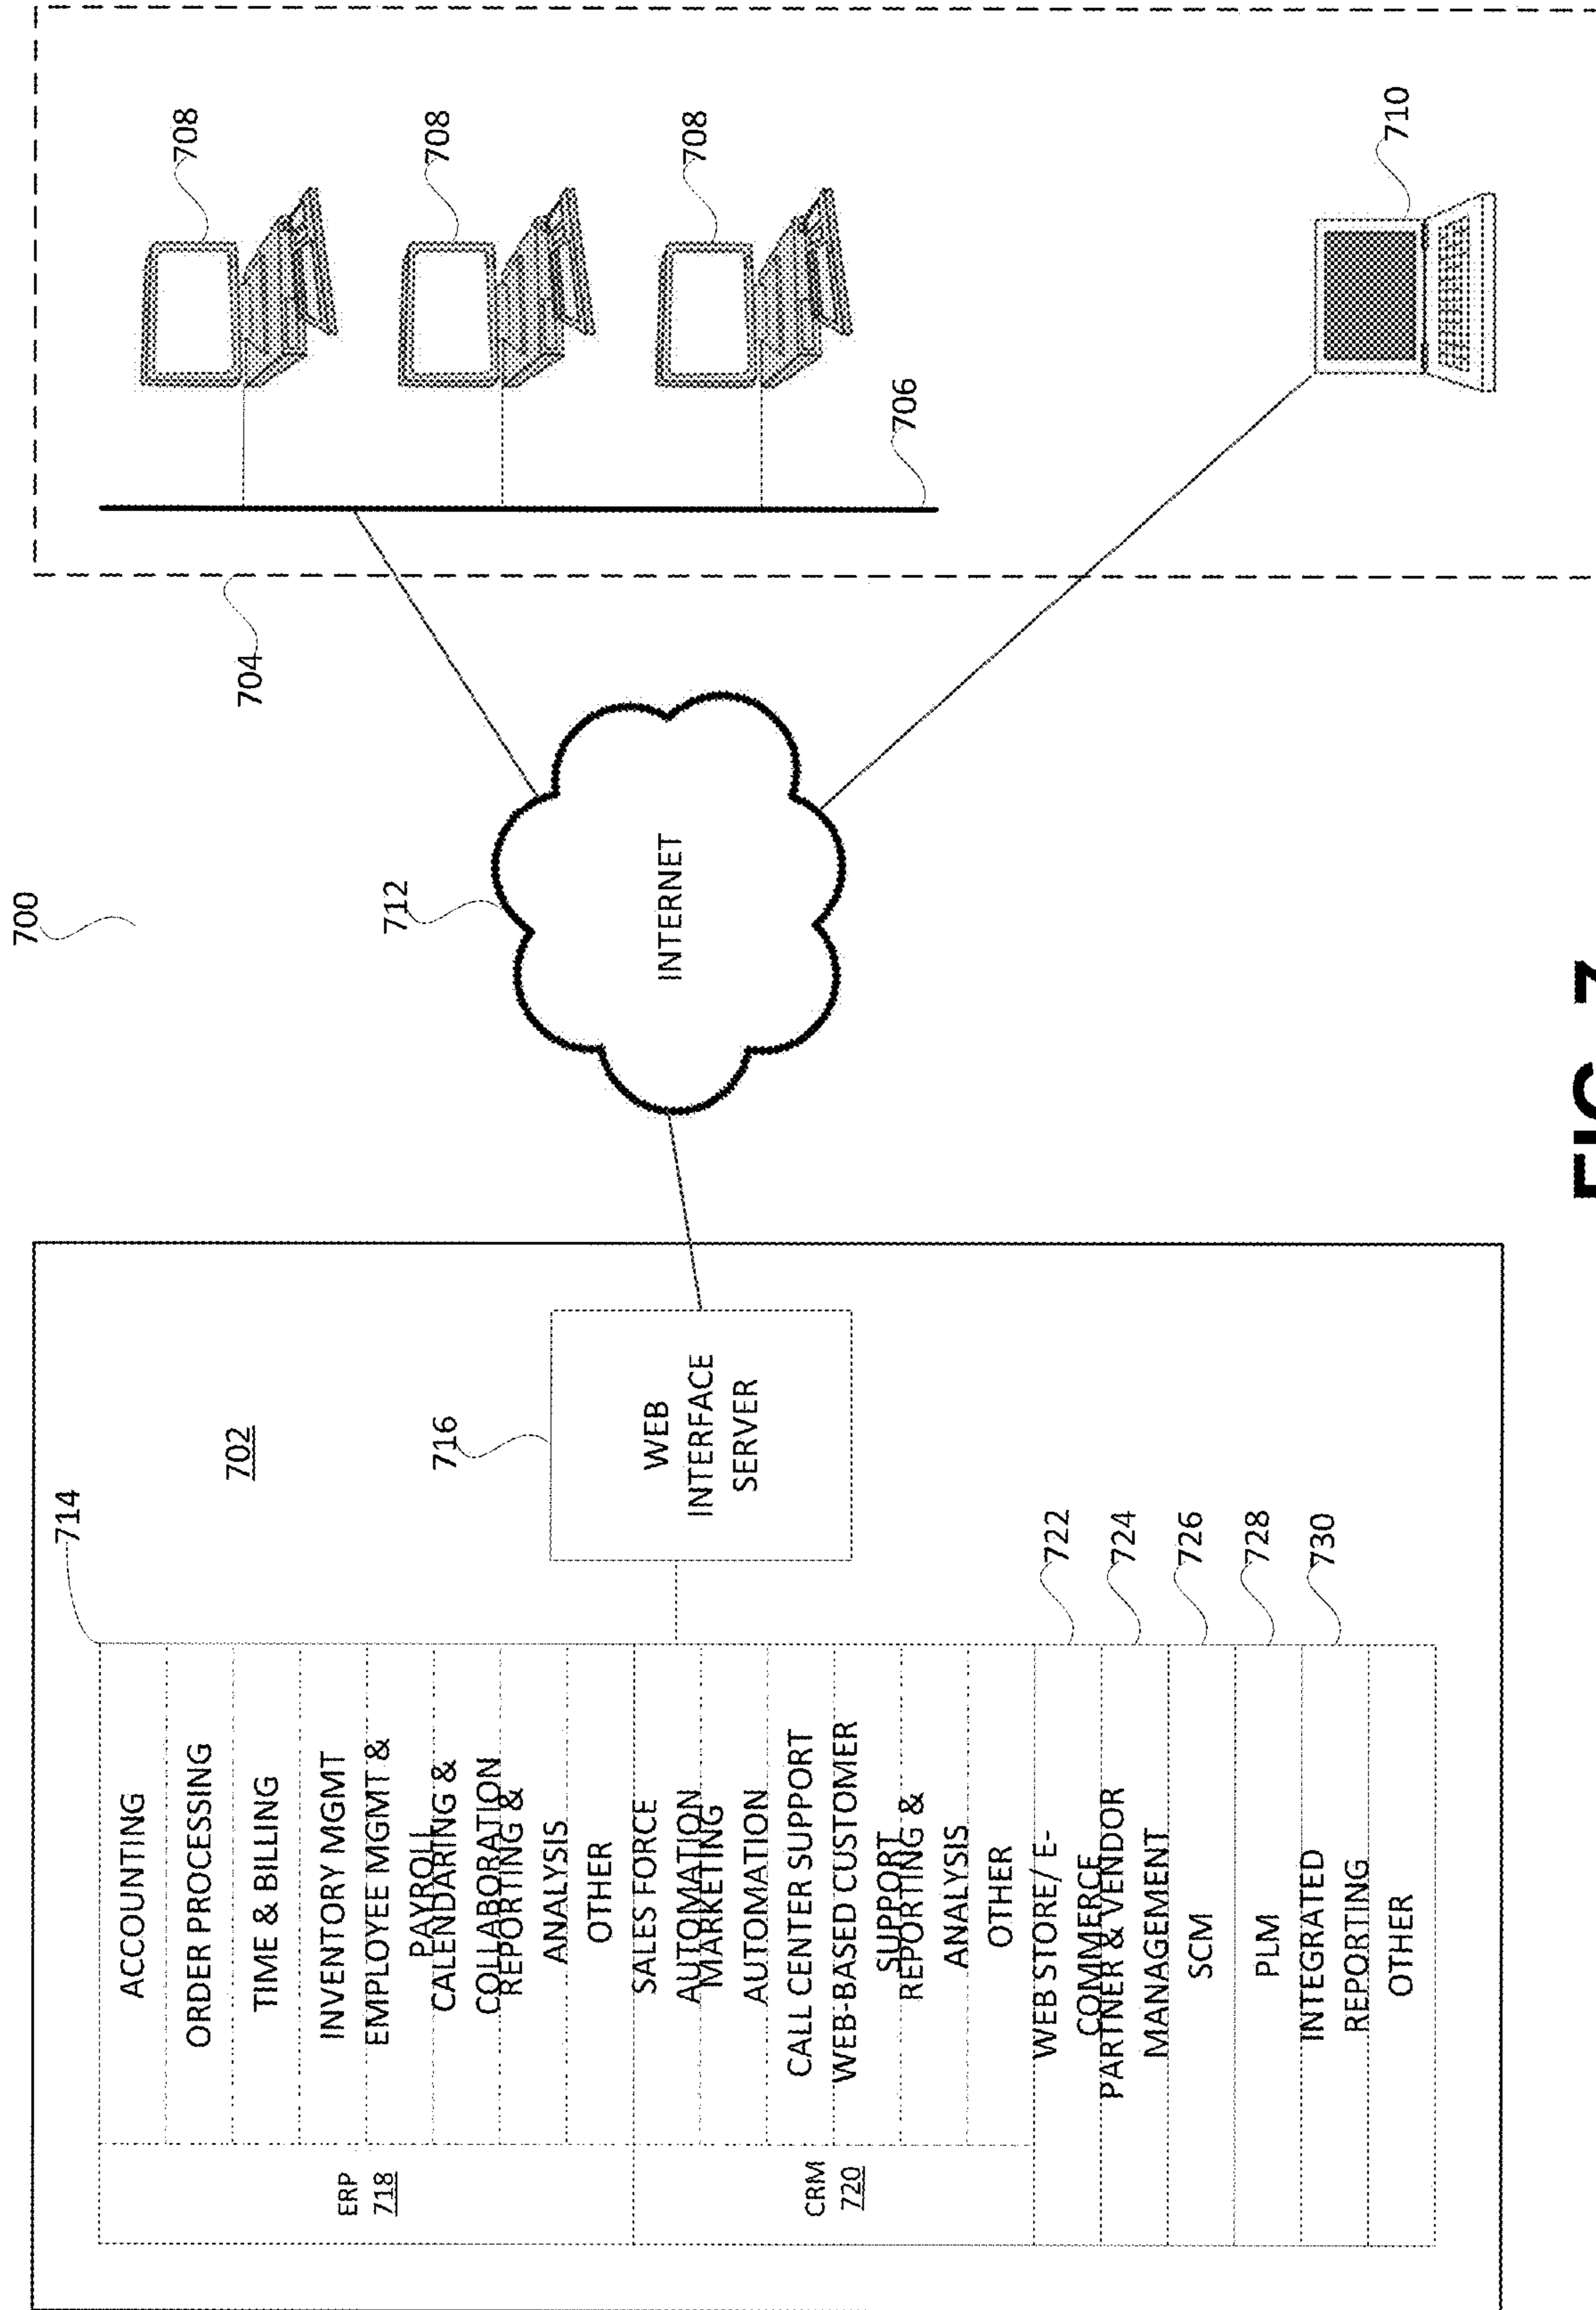 700
702
714
ERP
718
ACCOUNTING
ORDER PROCESSING
TIME & BILLING
INVENTORY MGMT
EMPLOYEE MGMT &
PAYROLL
CALENDARING &
COLLABORATION
REPORTING &
ANALYSIS
OTHER
CRM
720
SALES FORCE
AUTOMATION
MARKETING
AUTOMATION
CALL CENTER SUPPORT
WEB-BASED CUSTOMER
SUPPORT
REPORTING &
ANALYSIS
OTHER
WEB STORE/ E-
COMMERCE
722
PARTNER & VENDOR
MANAGEMENT
724
SCM
726
PLM
728
INTEGRATED
REPORTING
730
OTHER
716
WEB
INTERFACE
SERVER
712
INTERNET
704
706
708
708
708
710
FIG. 7